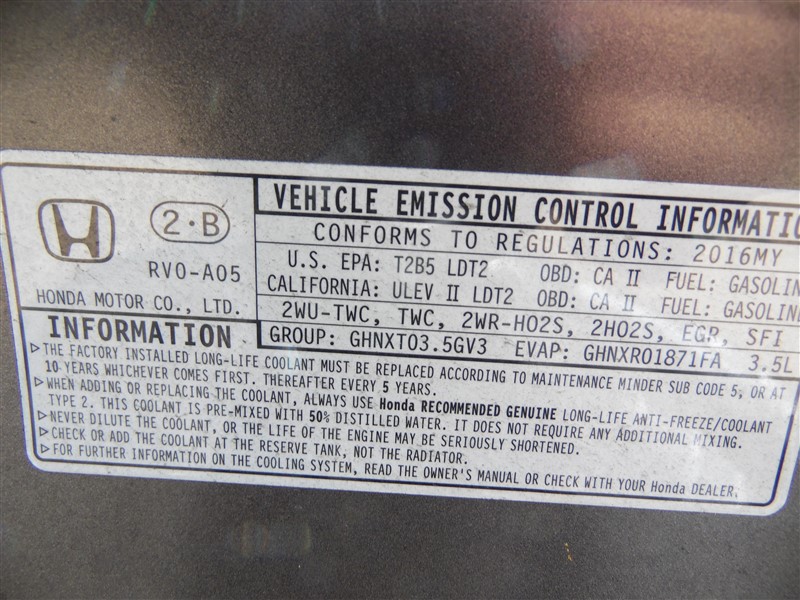 2·B
RV0-A05
HONDA MOTOR CO., LTD.
VEHICLE EMISSION CONTROL INFORMATIO
CONFORMS TO REGULATIONS: 2016MY
U.S. EPA: T2B5 LDT2 OBD: CA II FUEL: GASOLIN
CALIFORNIA: ULEV II LDT2 OBD: CA II FUEL: GASOLINE
2WU-TWC, TWC, 2WR-HO2S, 2HO2S, EGR, SFI
GROUP: GHNXT03.5GV3 EVAP: GHNXR01871FA 3.5L
INFORMATION
▷THE FACTORY INSTALLED LONG-LIFE COOLANT MUST BE REPLACED ACCORDING TO MAINTENANCE MINDER SUB CODE 5, OR AT
10 YEARS WHICHEVER COMES FIRST. THEREAFTER EVERY 5 YEARS.
▷WHEN ADDING OR REPLACING THE COOLANT, ALWAYS USE Honda RECOMMENDED GENUINE LONG-LIFE ANTI-FREEZE/COOLANT
TYPE 2. THIS COOLANT IS PRE-MIXED WITH 50% DISTILLED WATER. IT DOES NOT REQUIRE ANY ADDITIONAL MIXING.
▷NEVER DILUTE THE COOLANT, OR THE LIFE OF THE ENGINE MAY BE SERIOUSLY SHORTENED.
▷CHECK OR ADD THE COOLANT AT THE RESERVE TANK, NOT THE RADIATOR.
▷FOR FURTHER INFORMATION ON THE COOLING SYSTEM, READ THE OWNER'S MANUAL OR CHECK WITH YOUR Honda DEALER.